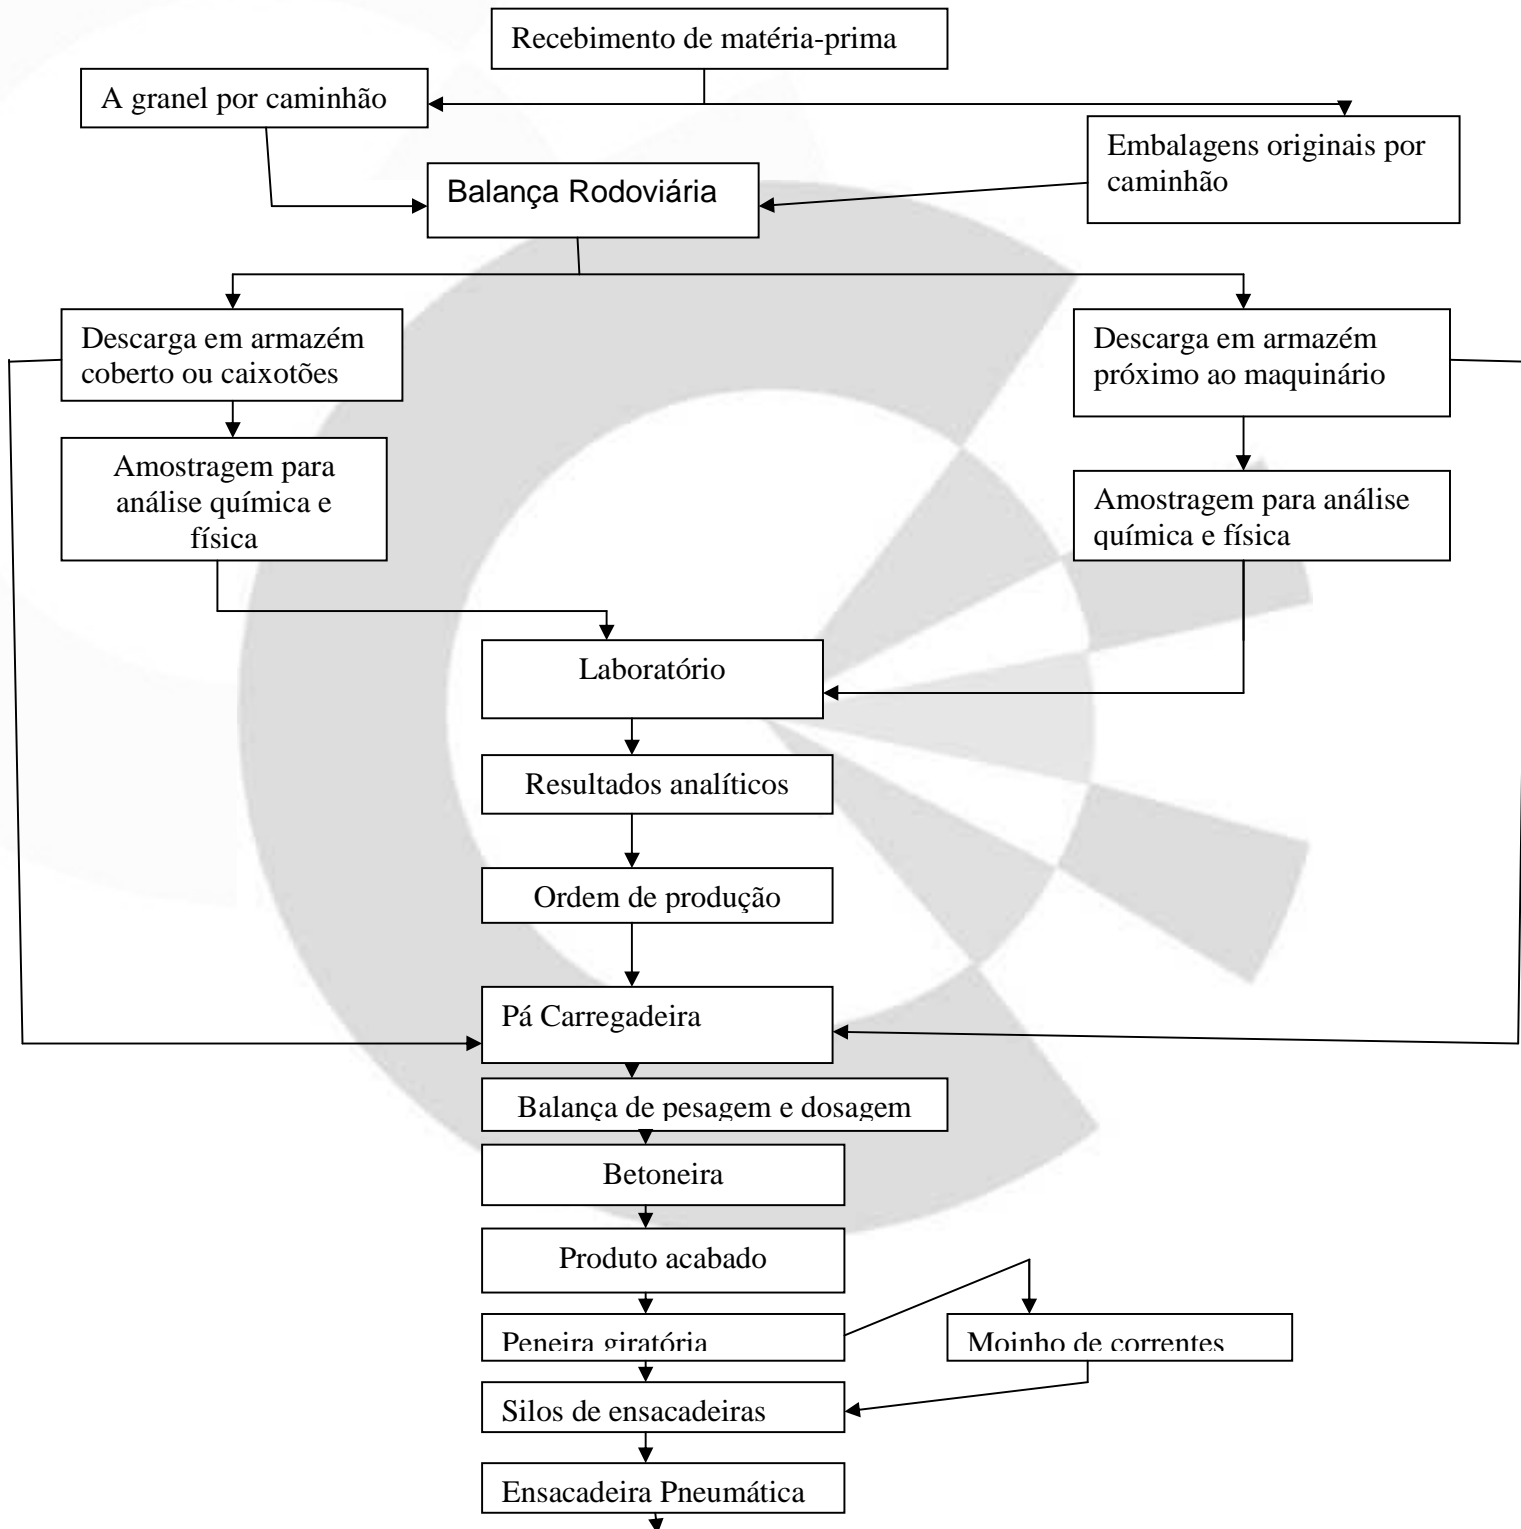 Recebimento de matéria-prima
A granel por caminhão
Embalagens originais por
caminhão
Balança Rodoviária
Descarga em armazém
coberto ou caixotões
Descarga em armazém
próximo ao maquinário
Amostragem para
análise química e
física
Amostragem para análise
química e física
Laboratório
Resultados analíticos
Ordem de produção
Pá Carregadeira
Balança de pesagem e dosagem
Betoneira
Produto acabado
Peneira giratória
Moinho de correntes
Silos de ensacadeiras
Ensacadeira Pneumática